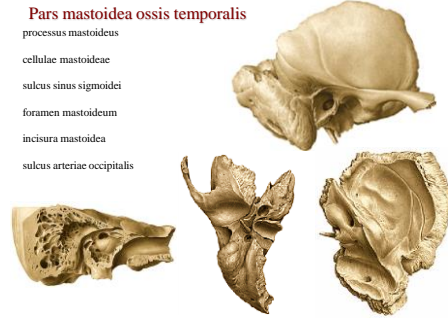 Pars mastoidea ossis temporalis
processus mastoideus
cellulae mastoideae
sulcus sinus sigmoidei
foramen mastoideum
incisura mastoidea
sulcus arteriae occipitalis